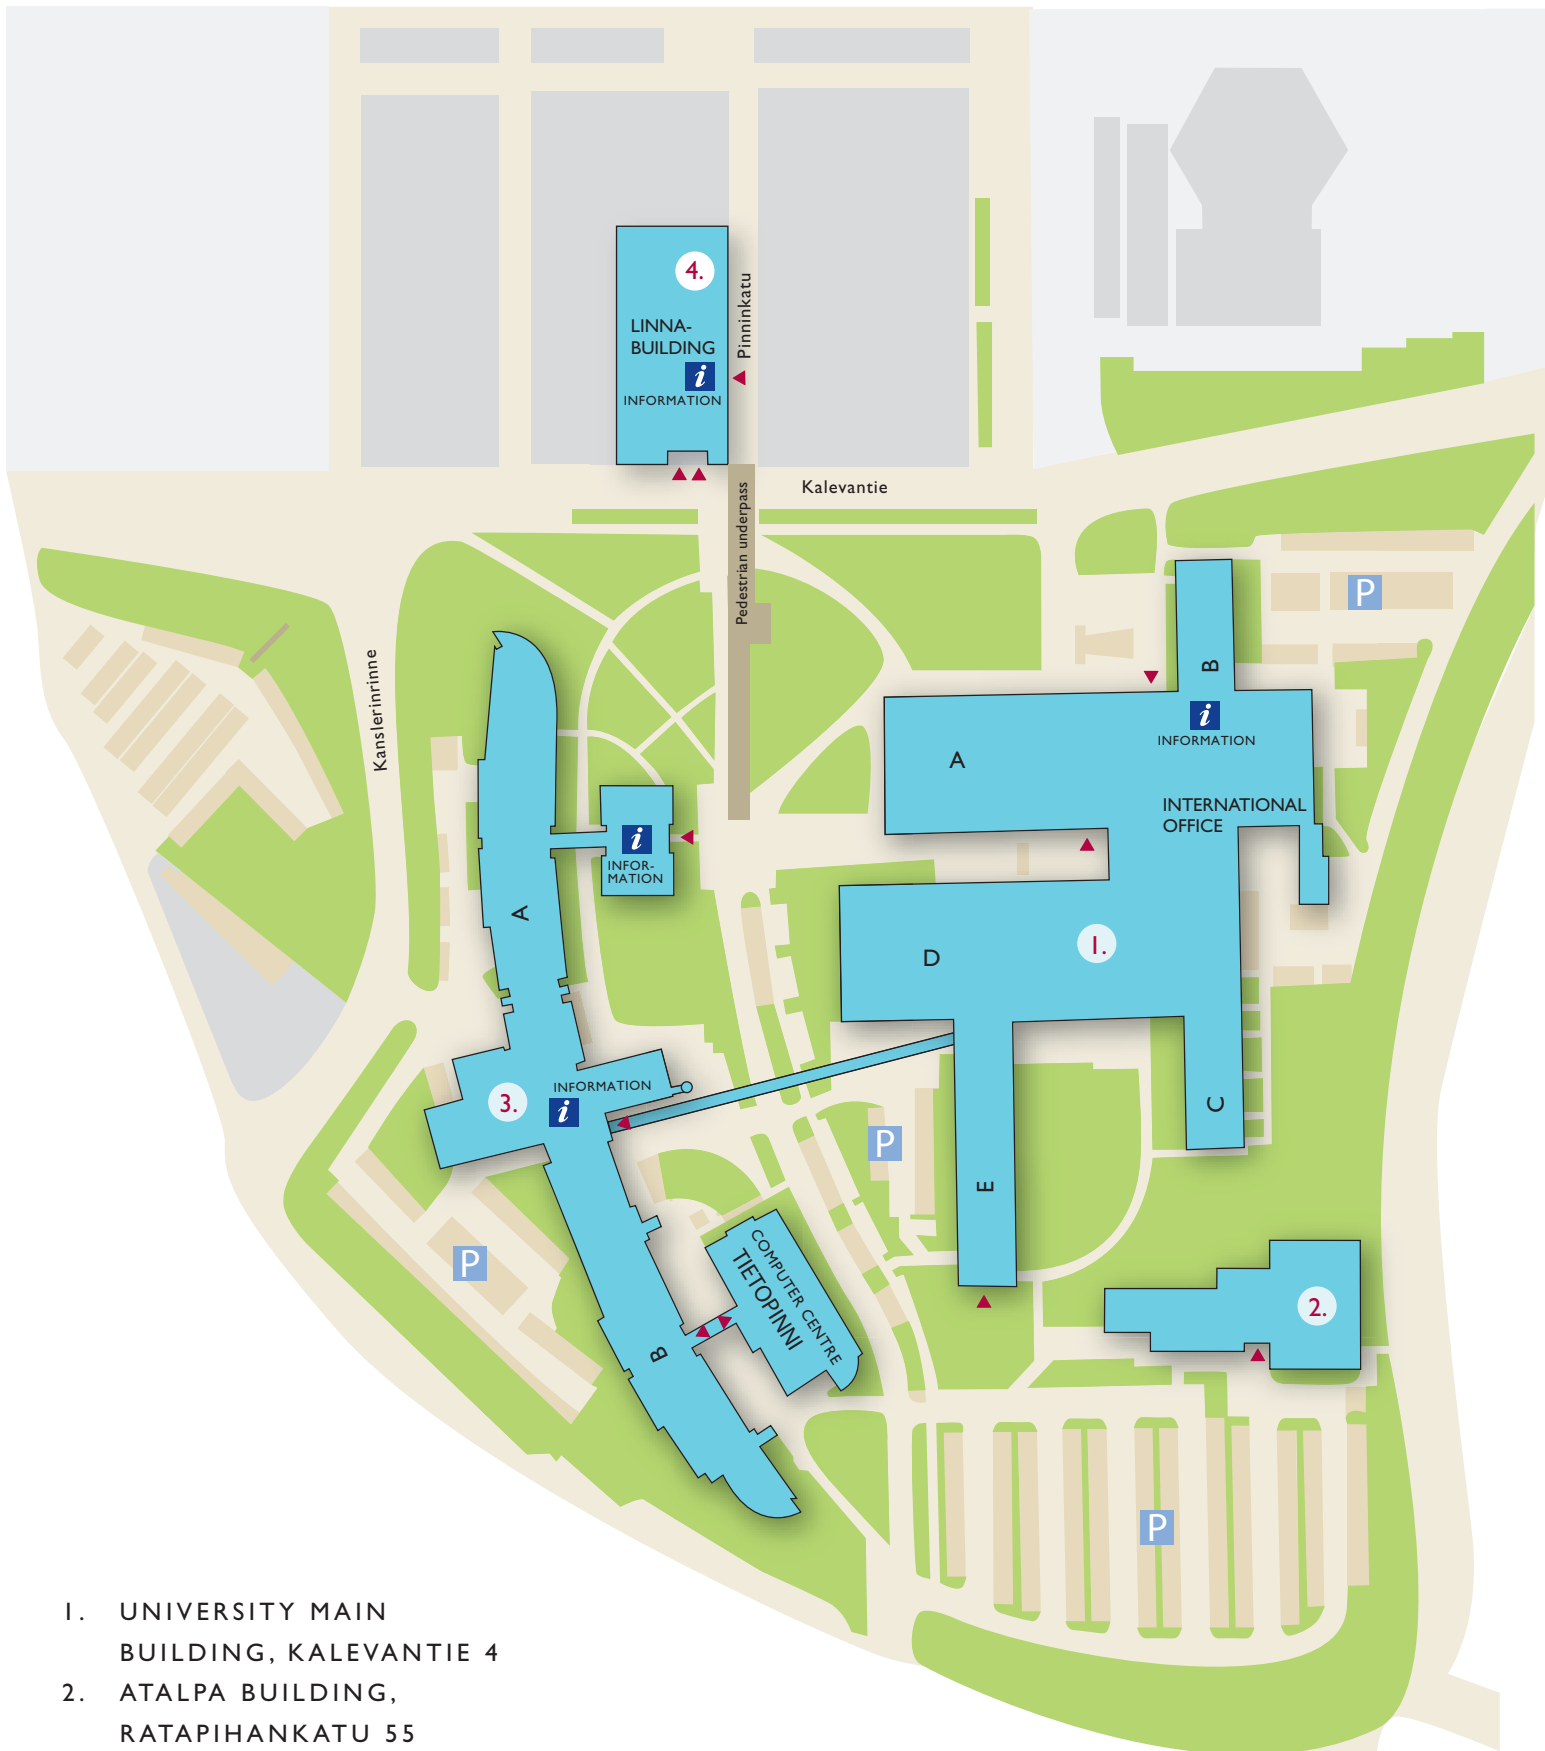 4.
LINNA-
BUILDING
i
INFORMATION
Pinninkatu
Kalevantie
Pedestrian underpass
Kanslerinrinne
P
B
i
INFORMATION
A
INTERNATIONAL
OFFICE
i
INFOR-
MATION
A
D
1.
3.
INFORMATION
i
C
P
E
P
COMPUTER CENTRE
TIETOPINNI
B
2.
P
1. UNIVERSITY MAIN
BUILDING, KALEVANTIE 4
2. ATALPA BUILDING,
RATAPIHANKATU 55